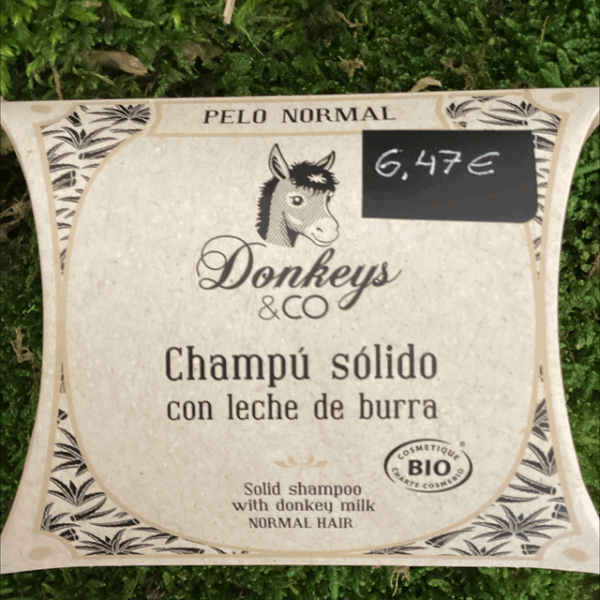 PELO NORMAL
6,47€
Donkeys
&CO
Champú sólido
con leche de burra
COSMETIQUE
BIO
CHARTE COSMEBIO
Solid shampoo
with donkey milk
NORMAL HAIR